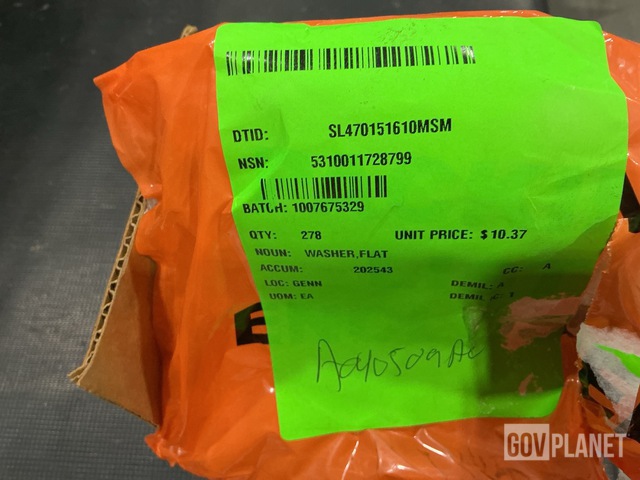 DTID: SL470151610MSM
NSN: 5310011728799
BATCH: 1007675329
QTY: 278 UNIT PRICE: $ 10.37
NOUN: WASHER,FLAT
ACCUM: 202543 CC: A
LOC: GENN DEMIL: A
UOM: EA DEMIL
GOVPLANET